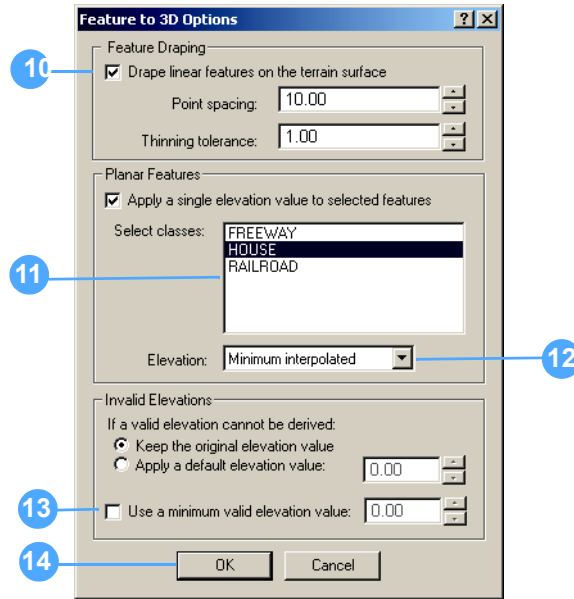 Feature to 3D Options
Feature Draping
10
Drape linear features on the terrain surface
Point spacing: 10.00
Thinning tolerance: 1.00
Planar Features
Apply a single elevation value to selected features
Select classes: FREEWAY
HOUSE
RAILROAD
11
Elevation: Minimum interpolated
12
Invalid Elevations
If a valid elevation cannot be derived:
Keep the original elevation value
Apply a default elevation value: 0.00
13
Use a minimum valid elevation value: 0.00
14
OK Cancel